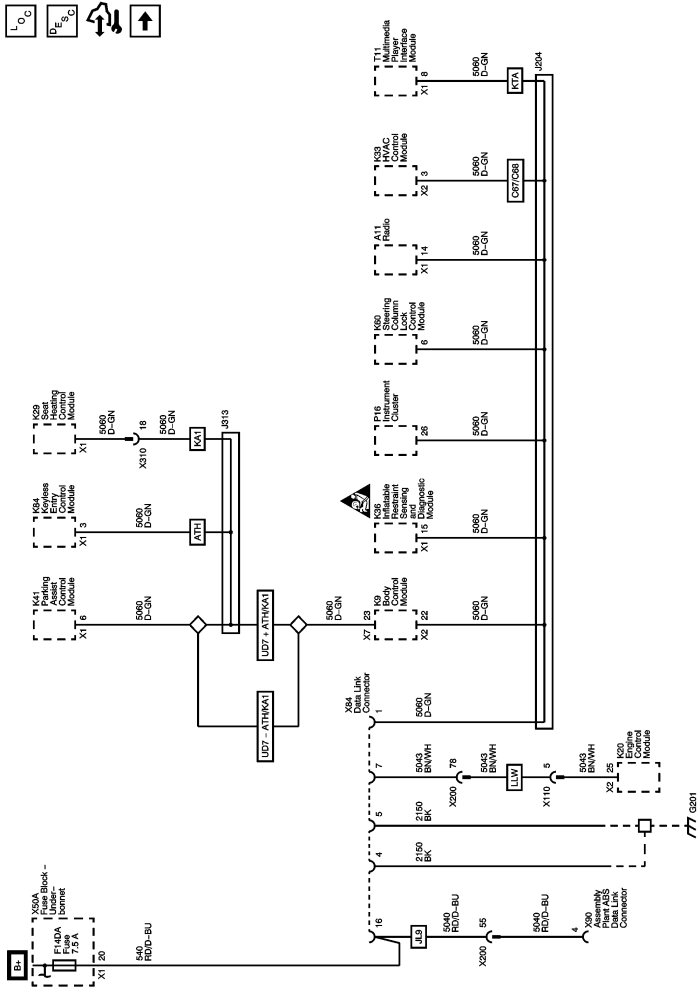 LOC
DESC
B+
X50A
Fuse Block –
Under–
bonnet
F14DA
Fuse
7.5 A
X1
20
540
RD/D–BU
K41
Parking
Assist
Control
Module
X1
6
5060
D–GN
K84
Keyless
Entry
Control
Module
X1
3
5060
D–GN
ATH
K29
Seat
Heating
Control
Module
X1
5060
D–GN
X310
18
5060
D–GN
KA1
J313
UD7 – ATH/KA1
UD7 + ATH/KA1
5060
D–GN
X7
23
K9
Body
Control
Module
X2
22
5060
D–GN
X84
Data Link
Connector
16
JL9
5040
RD/D–BU
X200
55
5040
RD/D–BU
4
X90
Assembly
Plant ABS
Data Link
Connector
4
2150
BK
5
2150
BK
G201
7
5043
BN/WH
X200
78
5043
BN/WH
LLW
X110
5
5043
BN/WH
X2
25
K20
Engine
Control
Module
1
5060
D–GN
K36
Inflatable
Restraint
Sensing
and
Diagnostic
Module
X1
15
5060
D–GN
P16
Instrument
Cluster
26
5060
D–GN
K60
Steering
Column
Lock
Control
Module
6
5060
D–GN
A11
Radio
X1
14
5060
D–GN
K33
HVAC
Control
Module
X2
3
5060
D–GN
C67/C68
T11
Multimedia
Player
Interface
Module
X1
8
5060
D–GN
KTA
J204